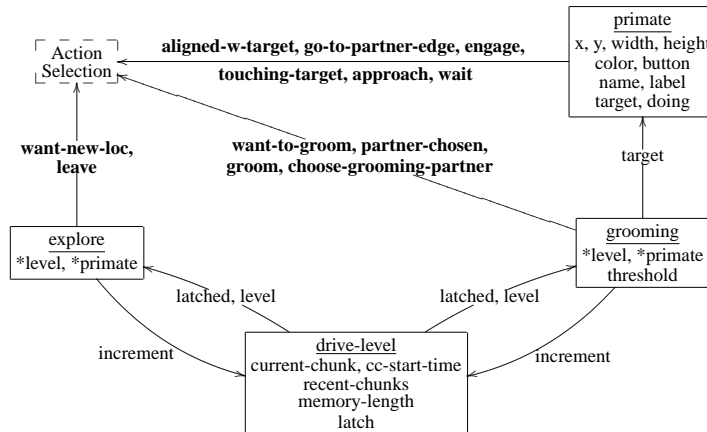 primate
x, y, width, height
color, button
name, label
target, doing
Action
Selection
aligned-w-target, go-to-partner-edge, engage,
touching-target, approach, wait
want-new-loc,
leave
want-to-groom, partner-chosen,
groom, choose-grooming-partner
target
explore
*level, *primate
grooming
*level, *primate
threshold
latched, level
latched, level
increment
increment
drive-level
current-chunk, cc-start-time
recent-chunks
memory-length
latch